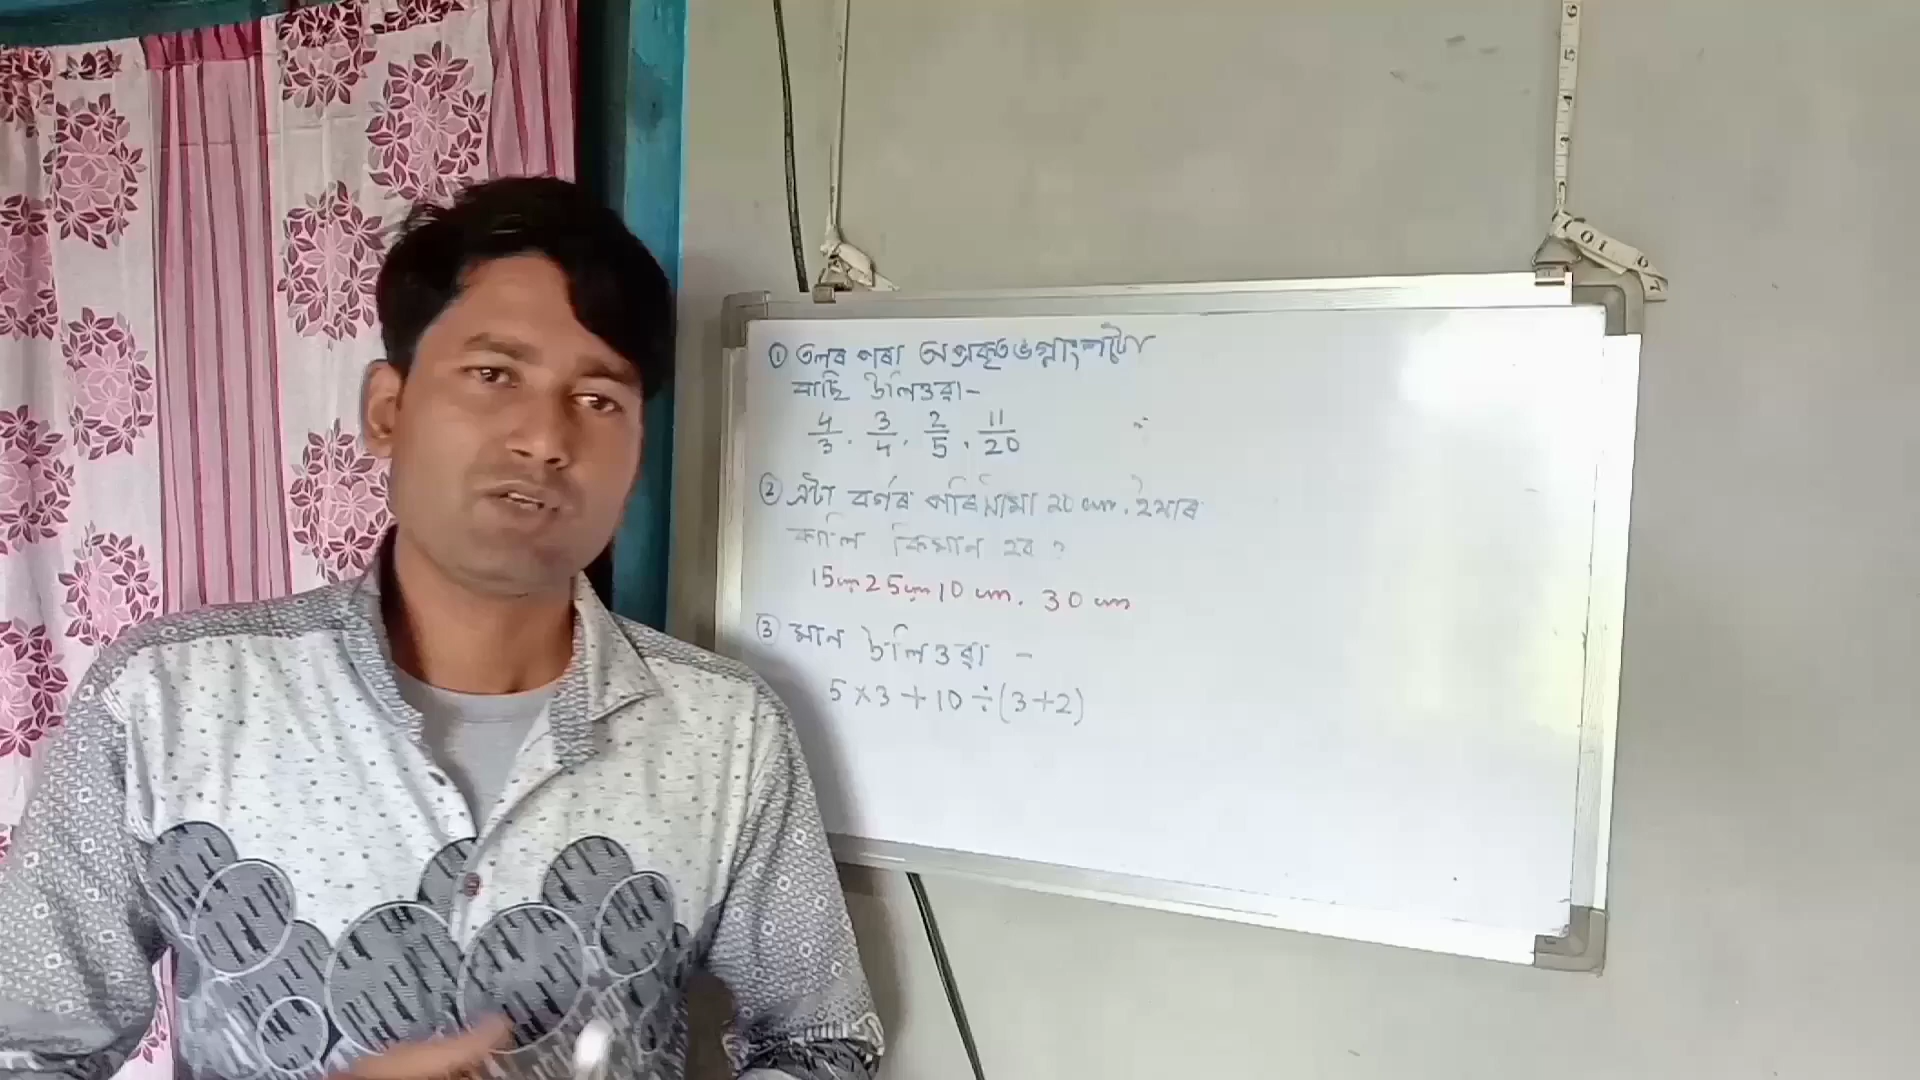 ① তলৰ পৰা অপ্ৰকৃত ভগ্নাংশটো
বাছি উলিওৱা-
4/3, 3/4, 2/5, 11/20
② এটা বৰ্গৰ পৰিসীমা 20 cm. ইয়াৰ
কালি কিমান হব ?
15cm, 25cm, 10 cm, 30 cm
③ মান উলিওৱা -
5 × 3 + 10 ÷ (3+2)